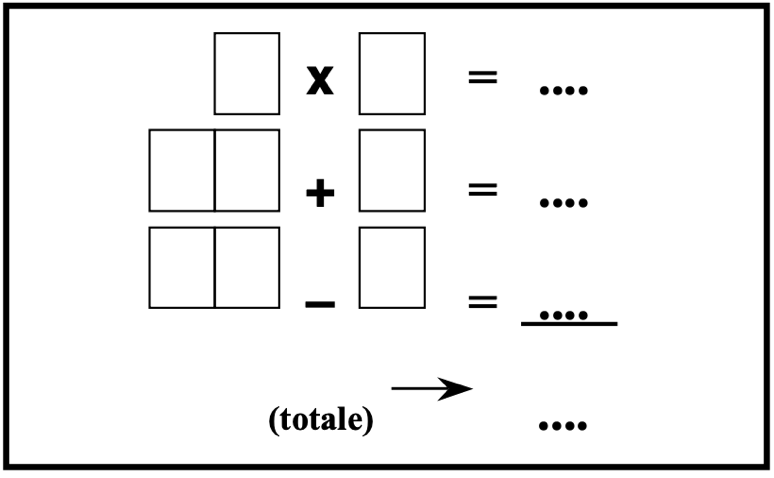 x = ....
+ = ....
– = ....
(totale) → ....